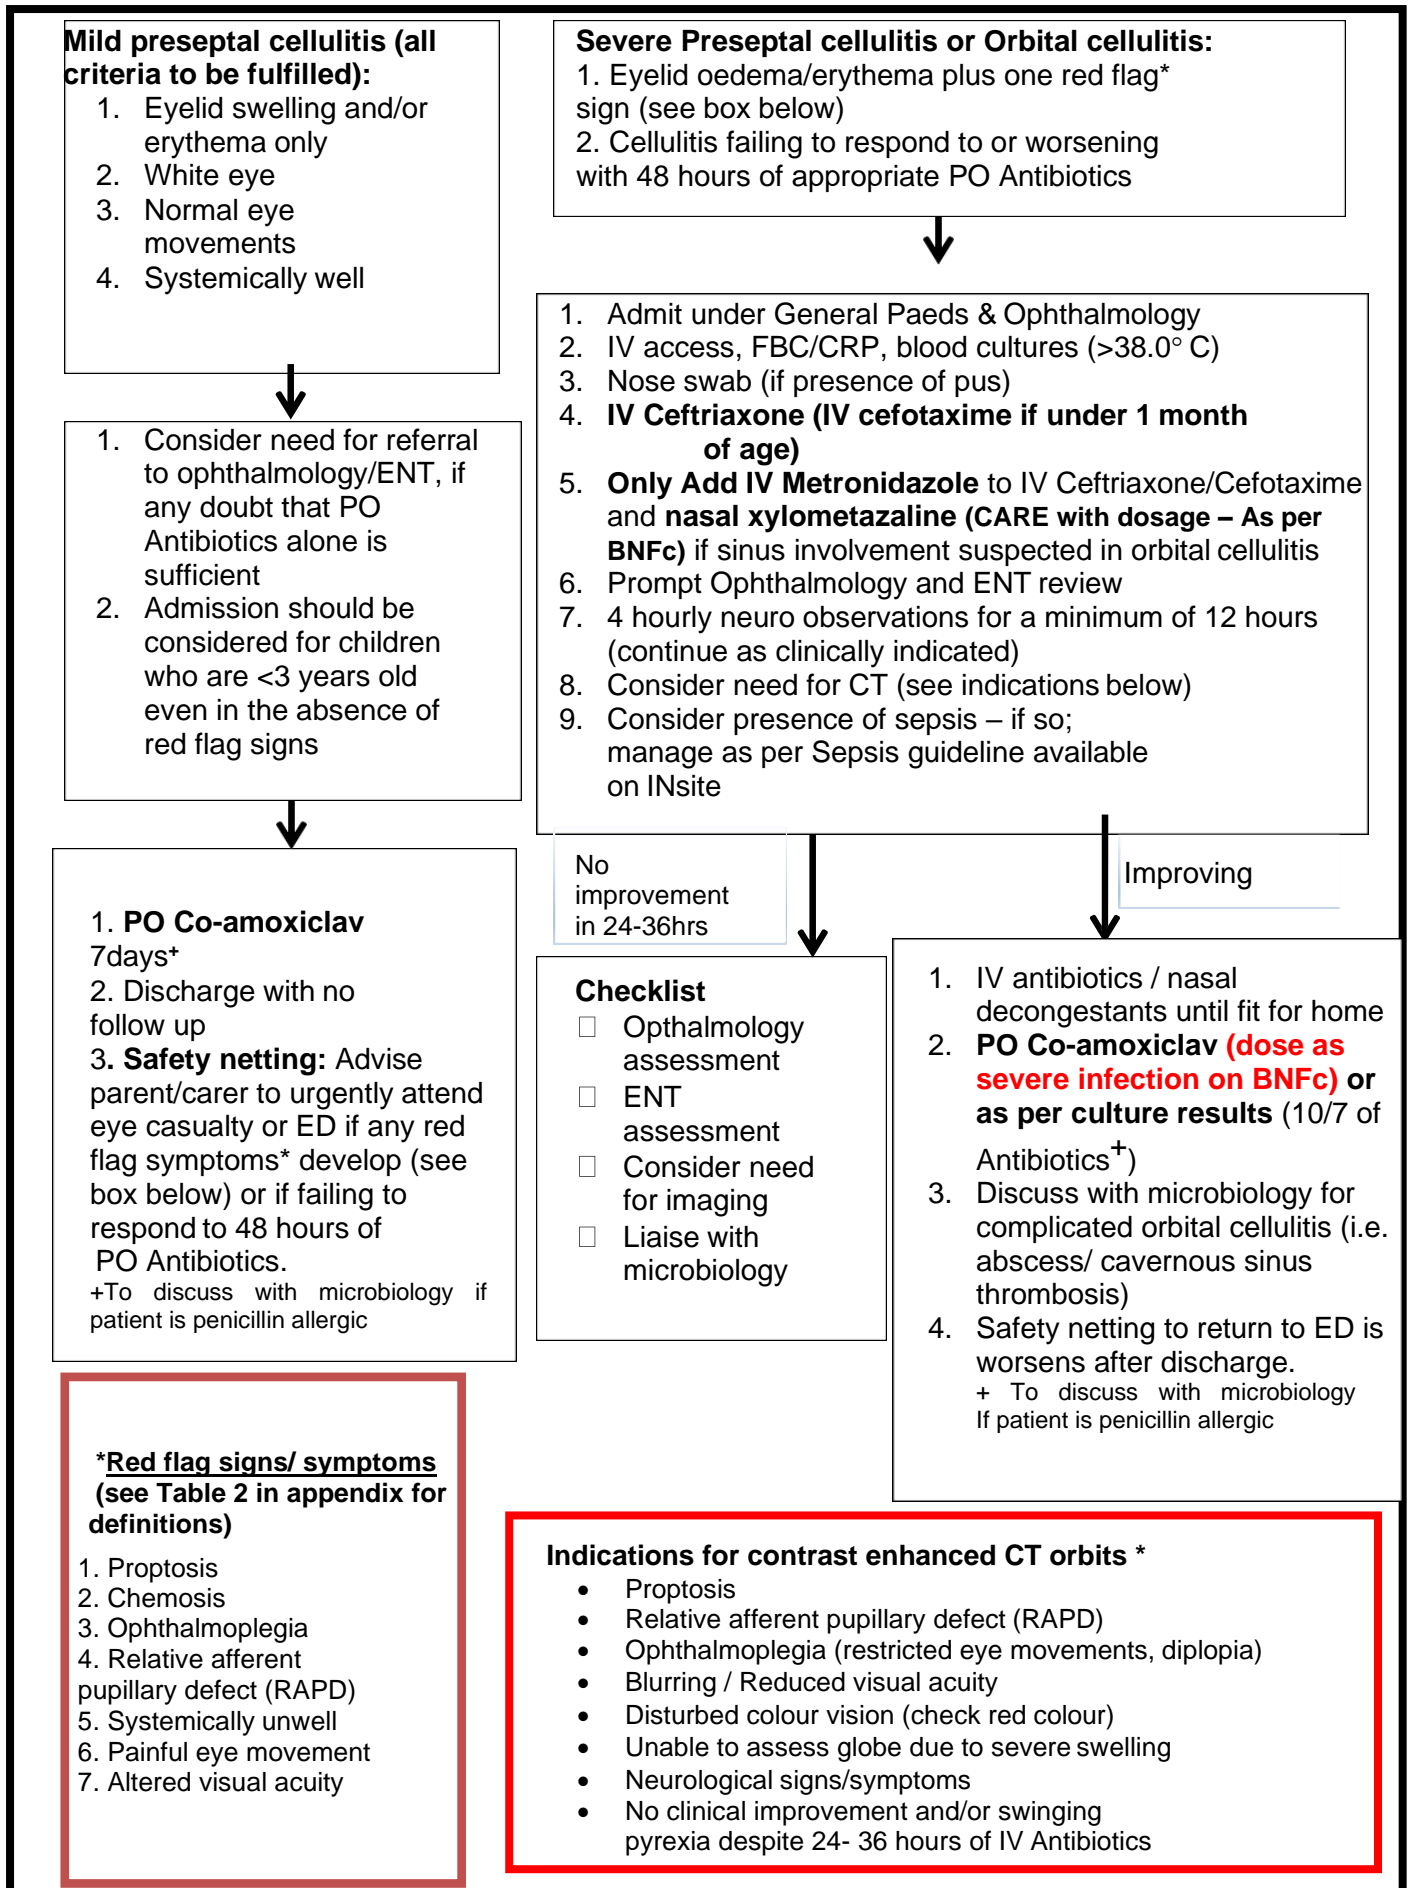 Mild preseptal cellulitis (all
criteria to be fulfilled):
1. Eyelid swelling and/or
erythema only
2. White eye
3. Normal eye
movements
4. Systemically well
Severe Preseptal cellulitis or Orbital cellulitis:
1. Eyelid oedema/erythema plus one red flag*
sign (see box below)
2. Cellulitis failing to respond to or worsening
with 48 hours of appropriate PO Antibiotics
1. Consider need for referral
to ophthalmology/ENT, if
any doubt that PO
Antibiotics alone is
sufficient
2. Admission should be
considered for children
who are <3 years old
even in the absence of
red flag signs
1. Admit under General Paeds & Ophthalmology
2. IV access, FBC/CRP, blood cultures (>38.0° C)
3. Nose swab (if presence of pus)
4. IV Ceftriaxone (IV cefotaxime if under 1 month
of age)
5. Only Add IV Metronidazole to IV Ceftriaxone/Cefotaxime
and nasal xylometazaline (CARE with dosage – As per
BNFc) if sinus involvement suspected in orbital cellulitis
6. Prompt Ophthalmology and ENT review
7. 4 hourly neuro observations for a minimum of 12 hours
(continue as clinically indicated)
8. Consider need for CT (see indications below)
9. Consider presence of sepsis – if so;
manage as per Sepsis guideline available
on INsite
No
improvement
in 24-36hrs
Improving
1. PO Co-amoxiclav
7days+
2. Discharge with no
follow up
3. Safety netting: Advise
parent/carer to urgently attend
eye casualty or ED if any red
flag symptoms* develop (see
box below) or if failing to
respond to 48 hours of
PO Antibiotics.
+To discuss with microbiology if
patient is penicillin allergic
Checklist
☐ Opthalmology
assessment
☐ ENT
assessment
☐ Consider need
for imaging
☐ Liaise with
microbiology
1. IV antibiotics / nasal
decongestants until fit for home
2. PO Co-amoxiclav (dose as
severe infection on BNFc) or
as per culture results (10/7 of
Antibiotics+)
3. Discuss with microbiology for
complicated orbital cellulitis (i.e.
abscess/ cavernous sinus
thrombosis)
4. Safety netting to return to ED is
worsens after discharge.
+ To discuss with microbiology
If patient is penicillin allergic
*Red flag signs/ symptoms
(see Table 2 in appendix for
definitions)
1. Proptosis
2. Chemosis
3. Ophthalmoplegia
4. Relative afferent
pupillary defect (RAPD)
5. Systemically unwell
6. Painful eye movement
7. Altered visual acuity
Indications for contrast enhanced CT orbits *
• Proptosis
• Relative afferent pupillary defect (RAPD)
• Ophthalmoplegia (restricted eye movements, diplopia)
• Blurring / Reduced visual acuity
• Disturbed colour vision (check red colour)
• Unable to assess globe due to severe swelling
• Neurological signs/symptoms
• No clinical improvement and/or swinging
pyrexia despite 24- 36 hours of IV Antibiotics